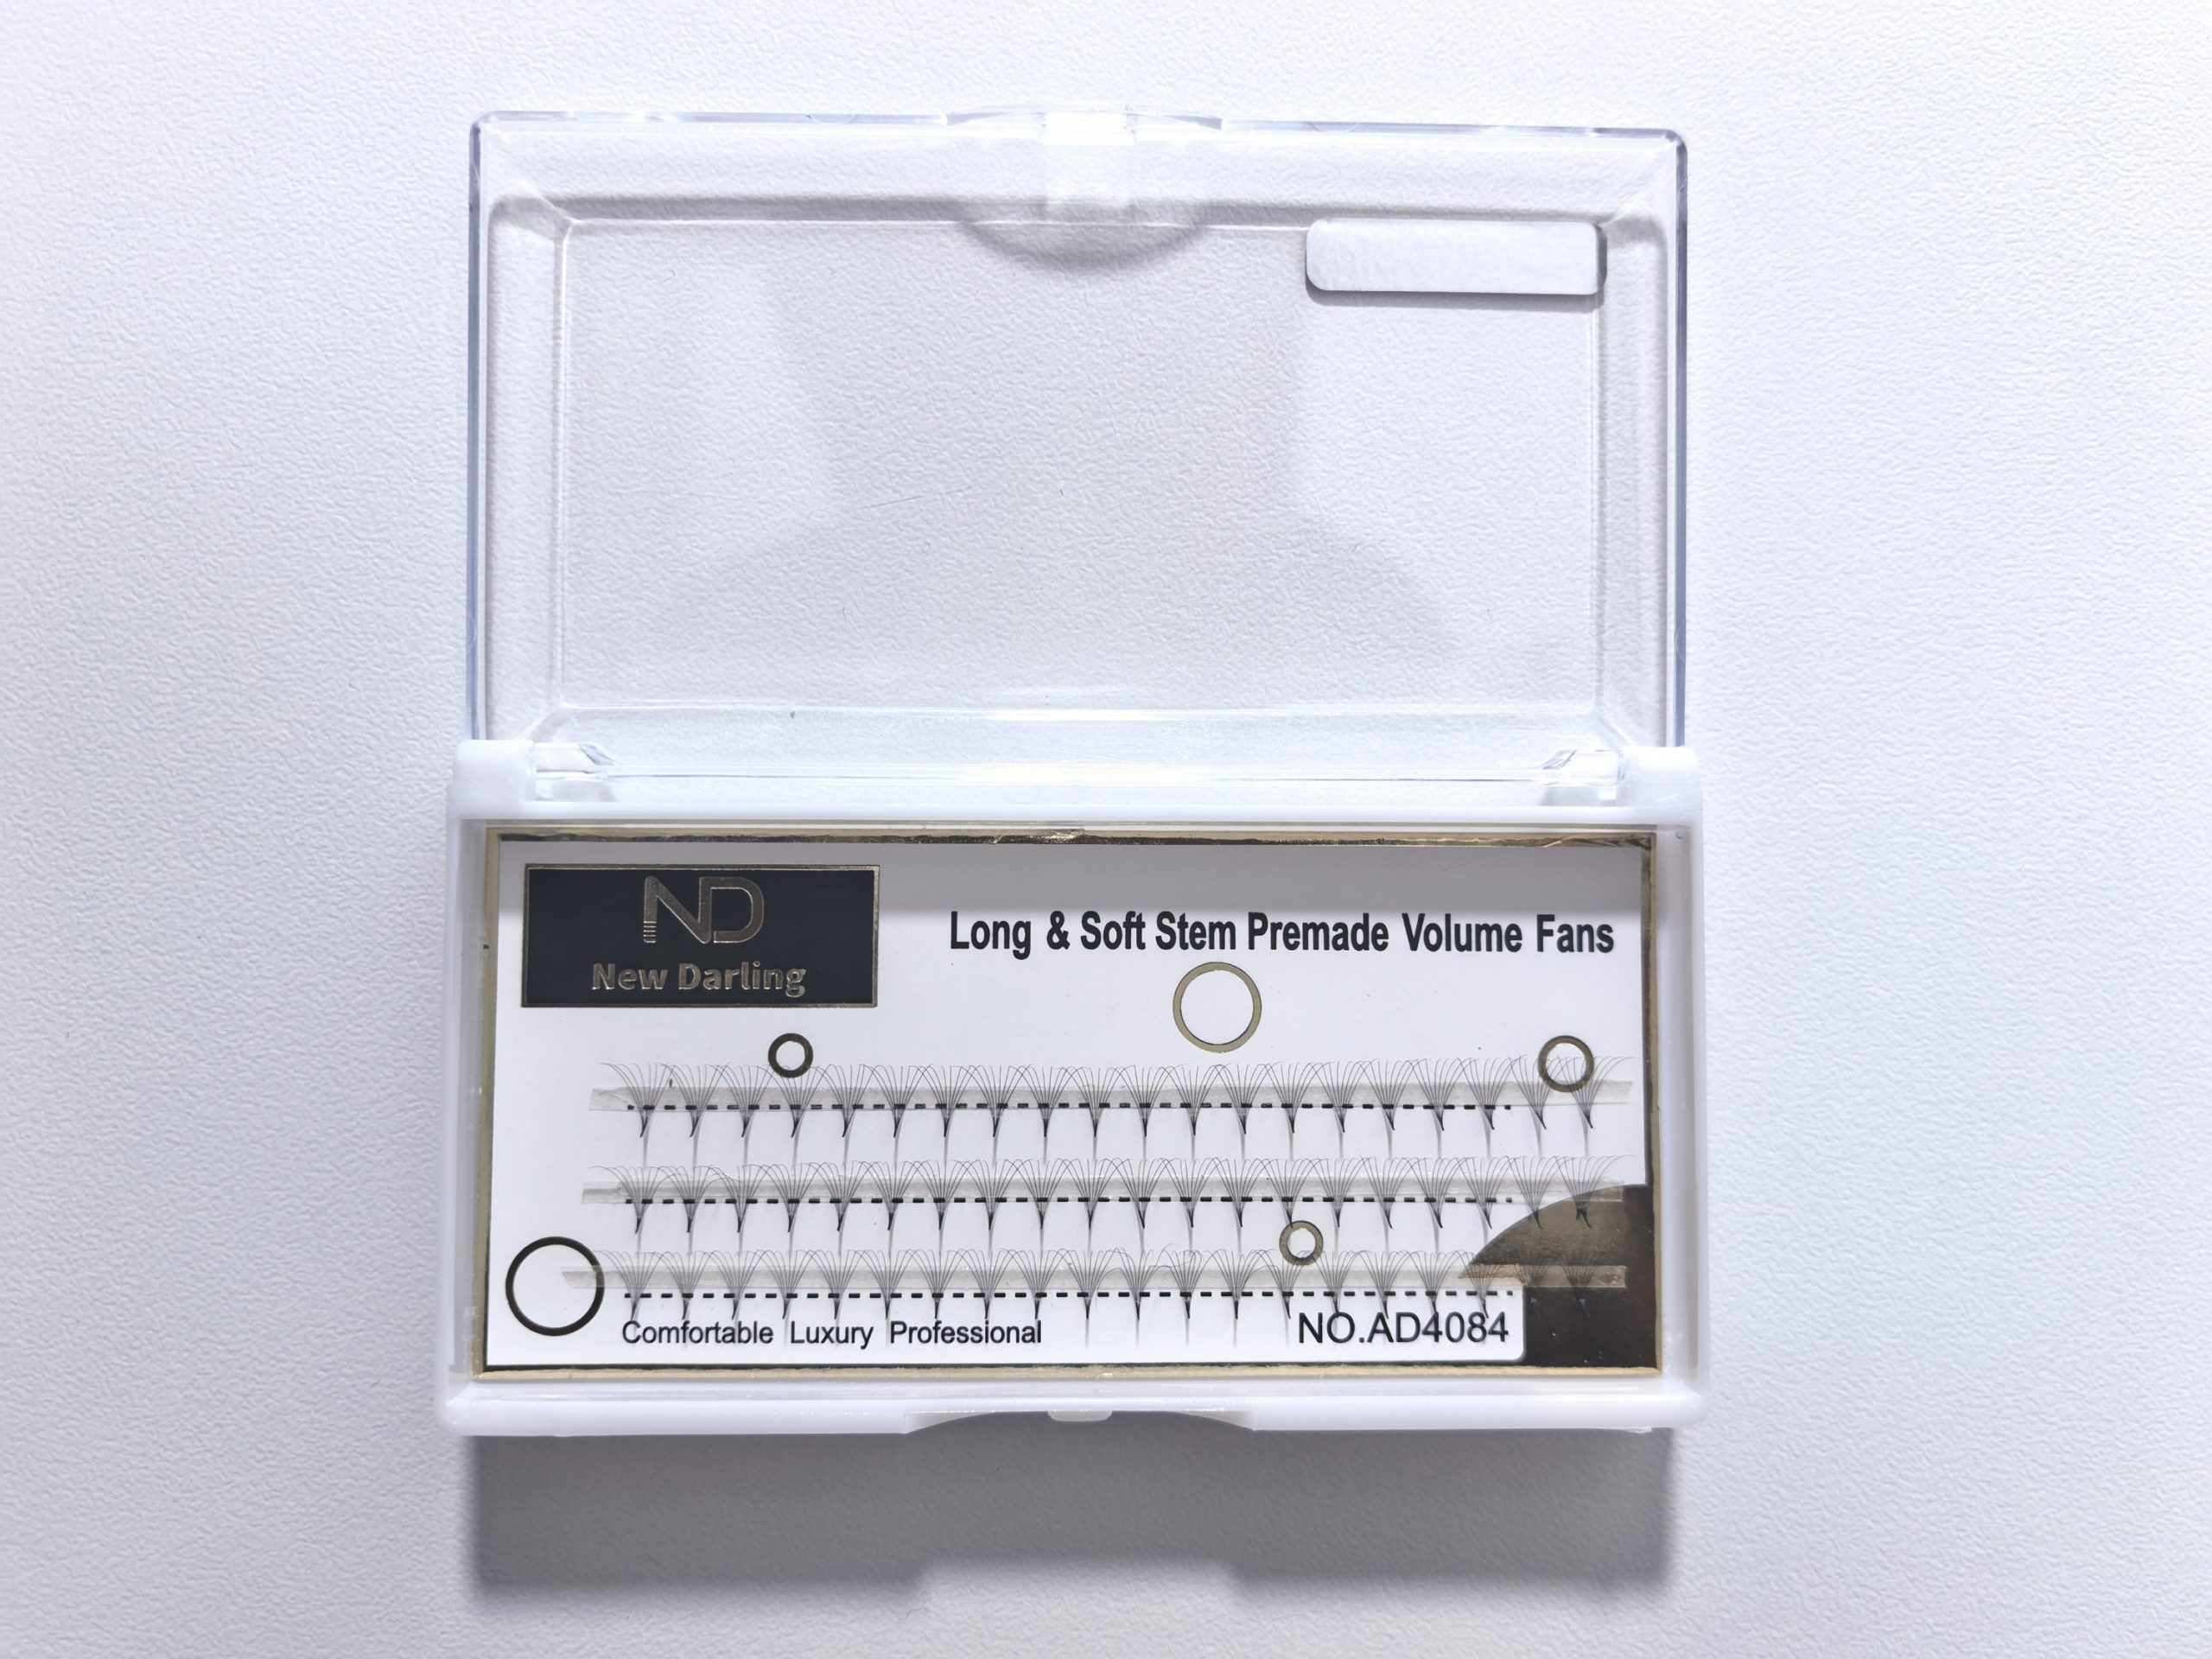 ND
New Darling
Long & Soft Stem Premade Volume Fans
Comfortable Luxury Professional
NO.AD4084